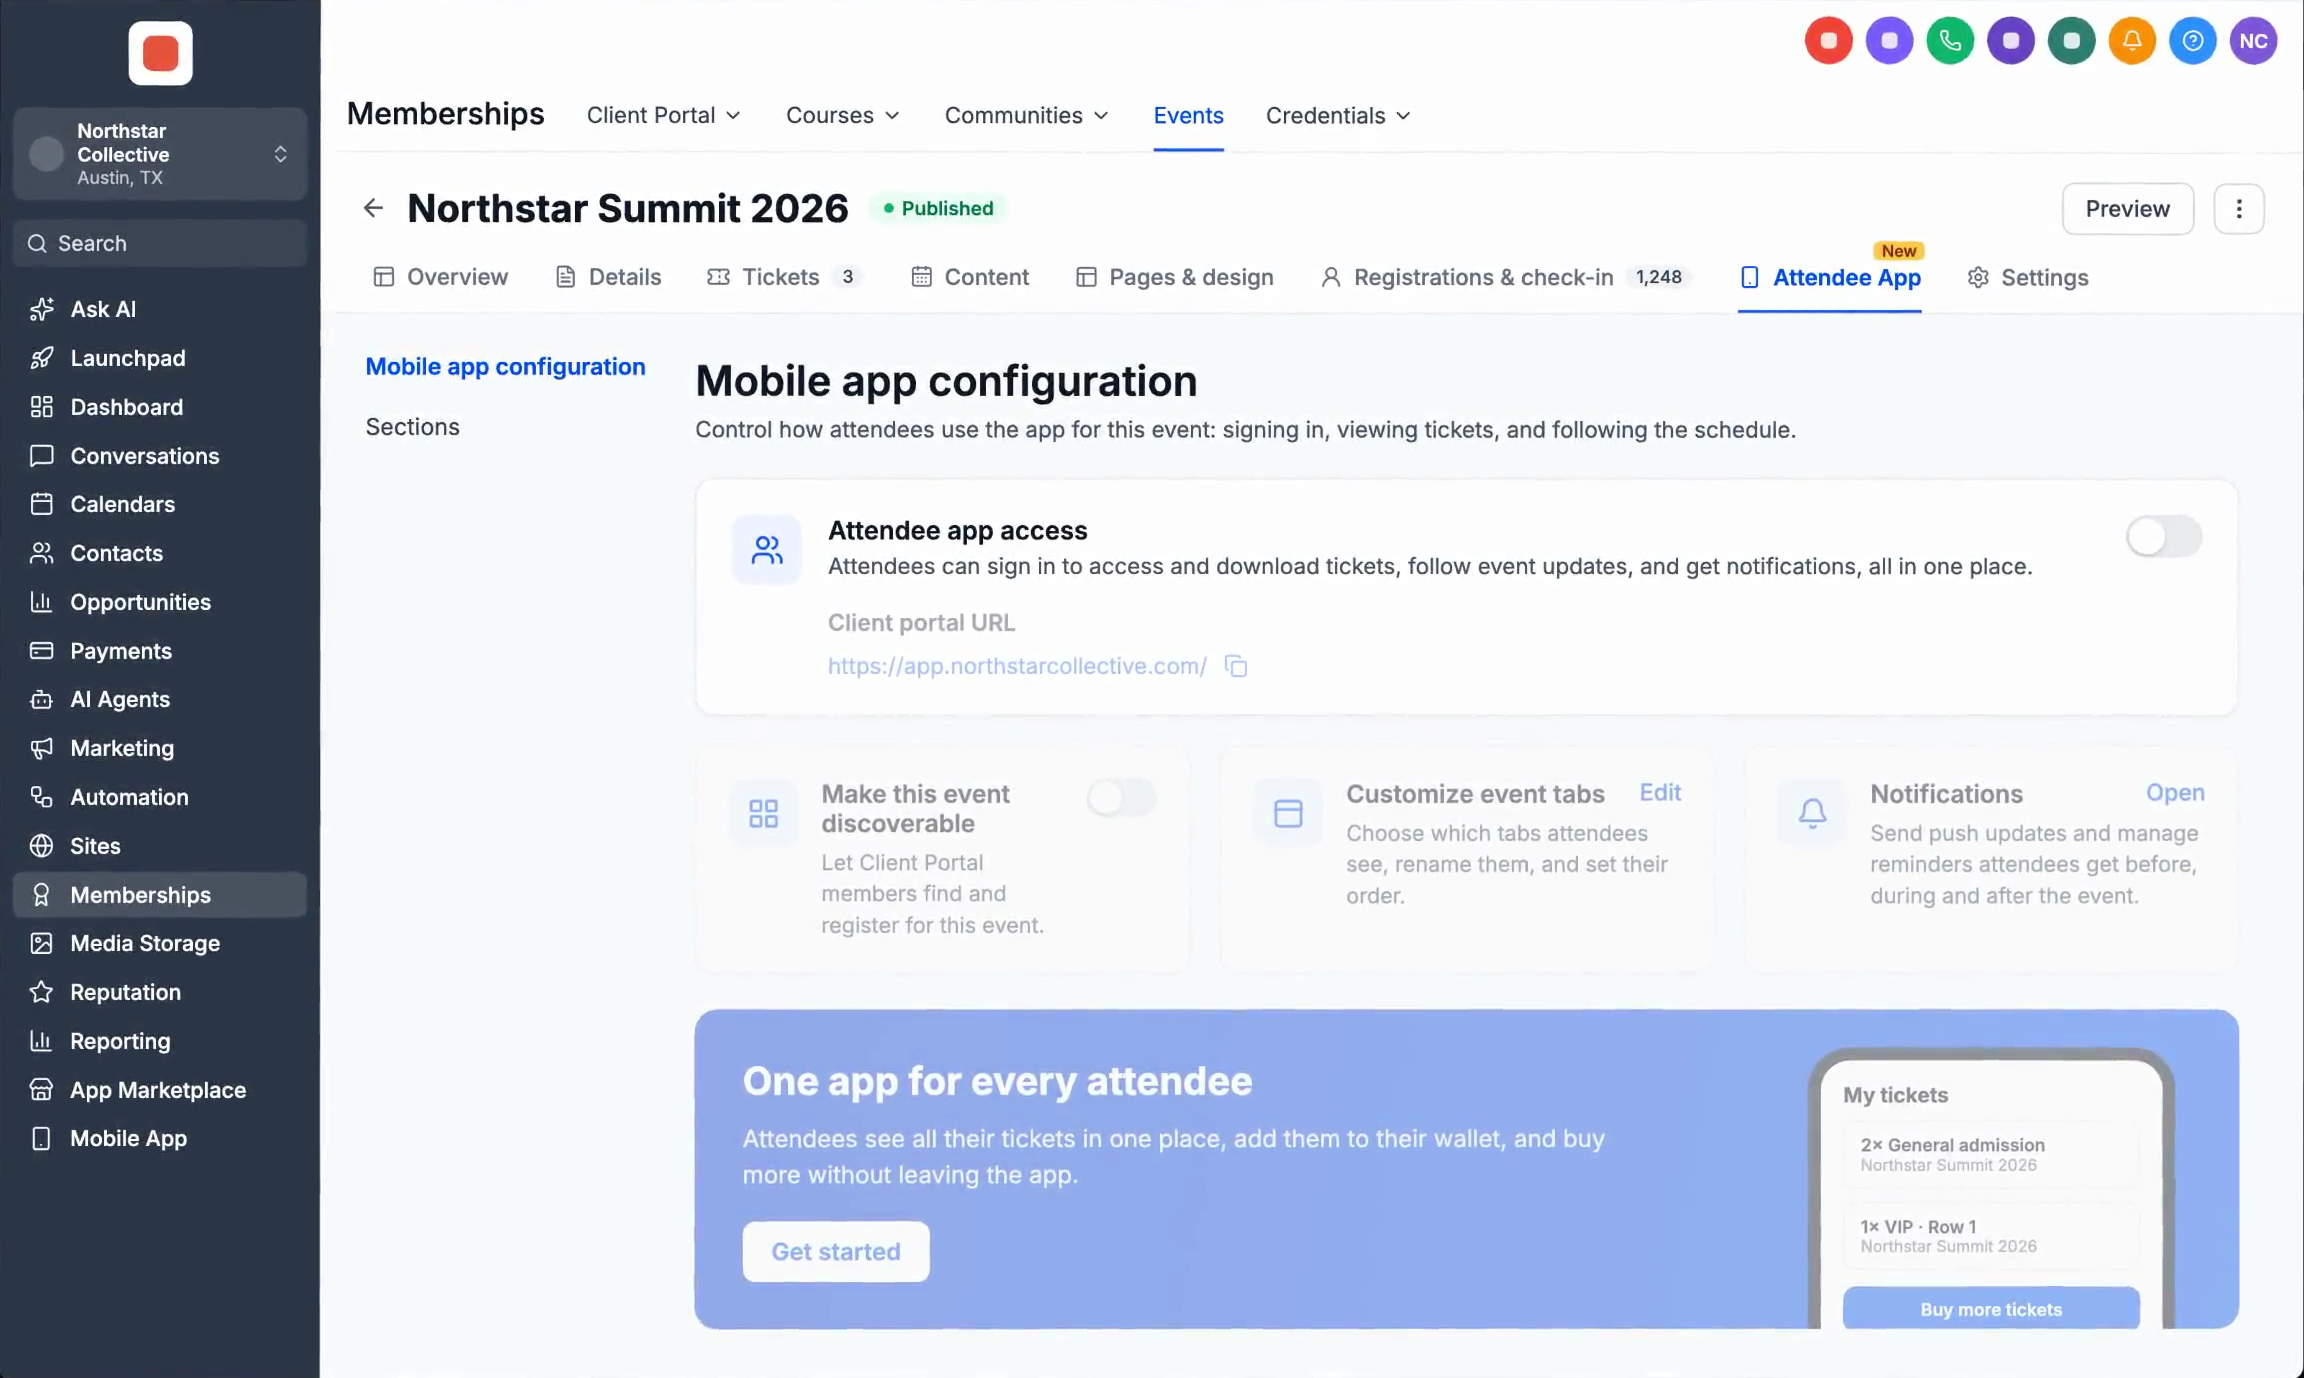 NC
Northstar
Collective
Austin, TX
Search
Ask AI
Launchpad
Dashboard
Conversations
Calendars
Contacts
Opportunities
Payments
AI Agents
Marketing
Automation
Sites
Memberships
Media Storage
Reputation
Reporting
App Marketplace
Mobile App
Memberships Client Portal Courses Communities Events Credentials
Northstar Summit 2026 Published Preview
New
Overview Details Tickets 3 Content Pages & design Registrations & check-in 1,248 Attendee App Settings
Mobile app configuration
Sections
Mobile app configuration
Control how attendees use the app for this event: signing in, viewing tickets, and following the schedule.
Attendee app access
Attendees can sign in to access and download tickets, follow event updates, and get notifications, all in one place.
Client portal URL
https://app.northstarcollective.com/
Make this event
discoverable
Let Client Portal
members find and
register for this event.
Customize event tabs Edit
Choose which tabs attendees
see, rename them, and set their
order.
Notifications Open
Send push updates and manage
reminders attendees get before,
during and after the event.
One app for every attendee
Attendees see all their tickets in one place, add them to their wallet, and buy
more without leaving the app.
Get started
My tickets
2× General admission
Northstar Summit 2026
1× VIP · Row 1
Northstar Summit 2026
Buy more tickets